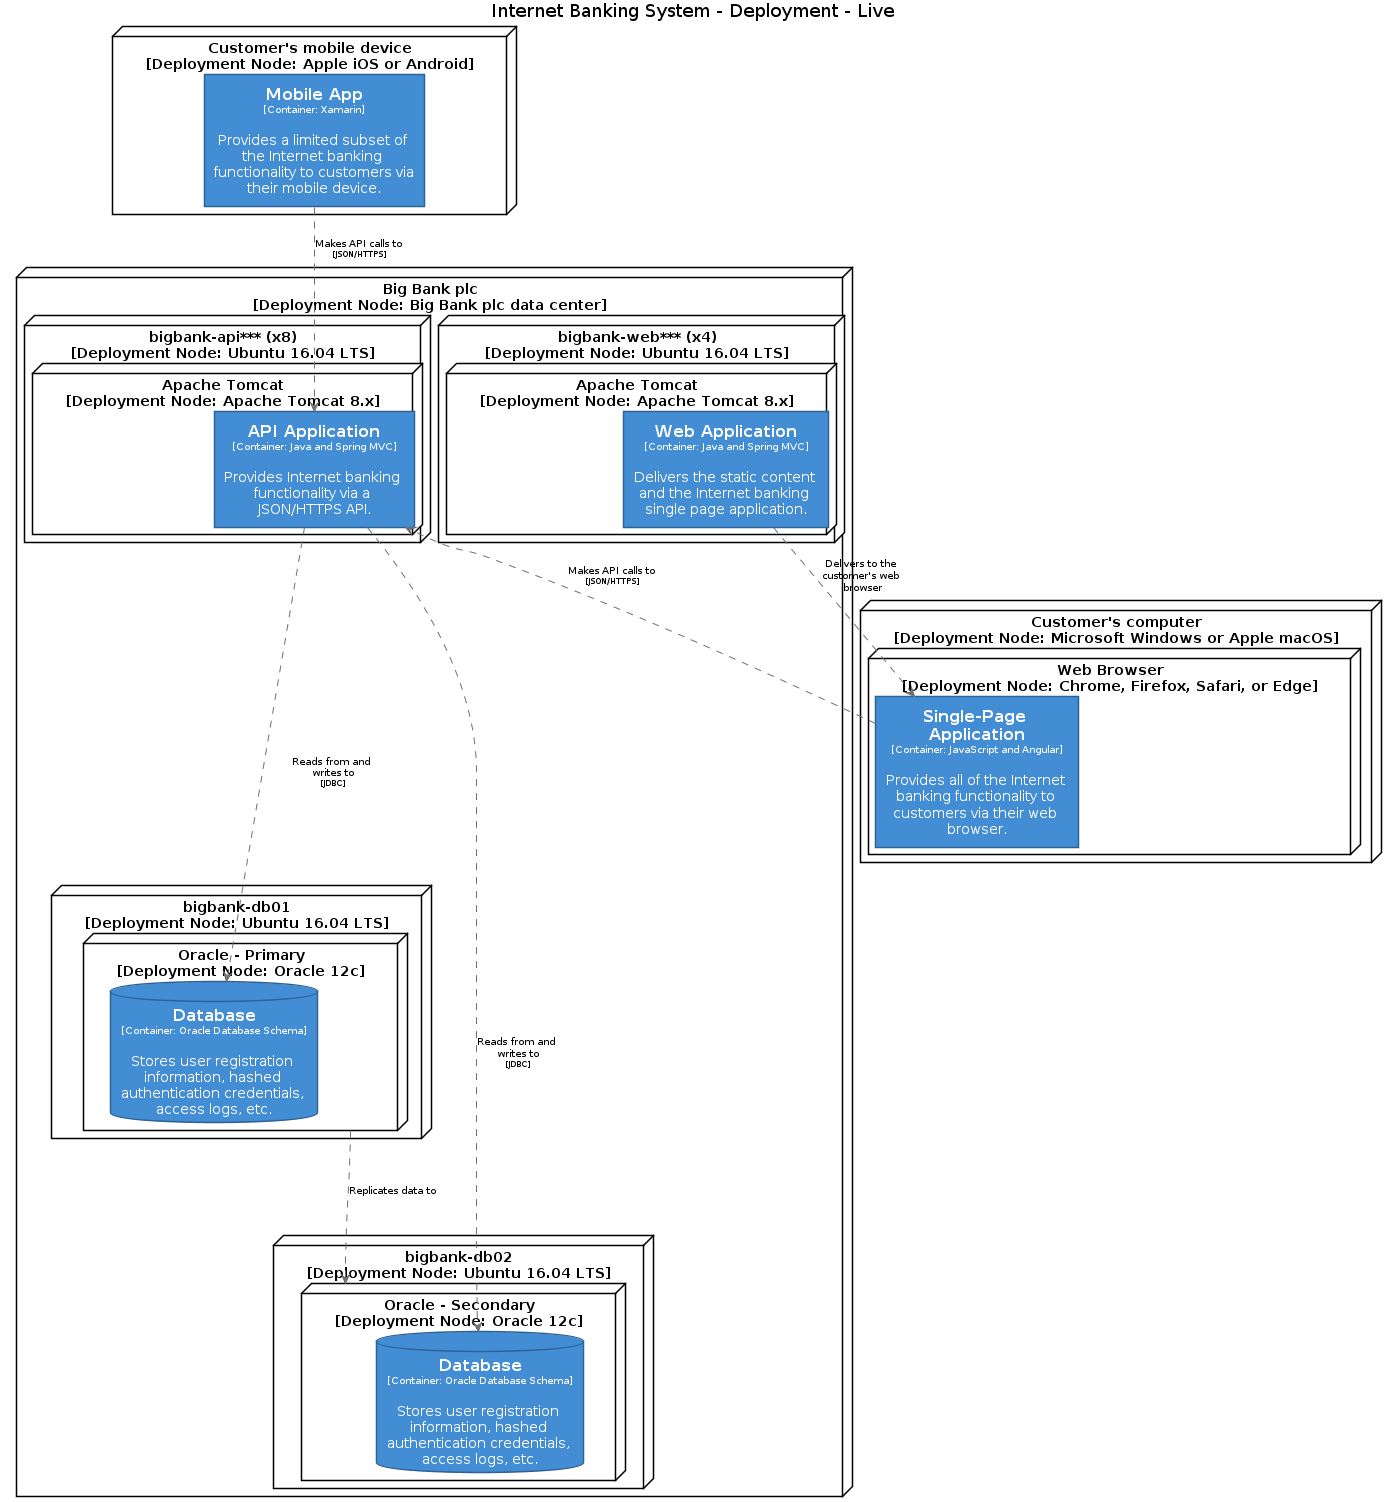 Internet Banking System - Deployment - Live
Customer's mobile device
[Deployment Node: Apple iOS or Android]
Mobile App
[Container: Xamarin]
Provides a limited subset of
the Internet banking
functionality to customers via
their mobile device.
Makes API calls to
[JSON/HTTPS]
Big Bank plc
[Deployment Node: Big Bank plc data center]
bigbank-api*** (x8)
[Deployment Node: Ubuntu 16.04 LTS]
Apache Tomcat
[Deployment Node: Apache Tomcat 8.x]
API Application
[Container: Java and Spring MVC]
Provides Internet banking
functionality via a
JSON/HTTPS API.
bigbank-web*** (x4)
[Deployment Node: Ubuntu 16.04 LTS]
Apache Tomcat
[Deployment Node: Apache Tomcat 8.x]
Web Application
[Container: Java and Spring MVC]
Delivers the static content
and the Internet banking
single page application.
Makes API calls to
[JSON/HTTPS]
Delivers to the
customer's web
browser
Customer's computer
[Deployment Node: Microsoft Windows or Apple macOS]
Web Browser
[Deployment Node: Chrome, Firefox, Safari, or Edge]
Single-Page
Application
[Container: JavaScript and Angular]
Provides all of the Internet
banking functionality to
customers via their web
browser.
Reads from and
writes to
[JDBC]
bigbank-db01
[Deployment Node: Ubuntu 16.04 LTS]
Oracle - Primary
[Deployment Node: Oracle 12c]
Database
[Container: Oracle Database Schema]
Stores user registration
information, hashed
authentication credentials,
access logs, etc.
Reads from and
writes to
[JDBC]
Replicates data to
bigbank-db02
[Deployment Node: Ubuntu 16.04 LTS]
Oracle - Secondary
[Deployment Node: Oracle 12c]
Database
[Container: Oracle Database Schema]
Stores user registration
information, hashed
authentication credentials,
access logs, etc.